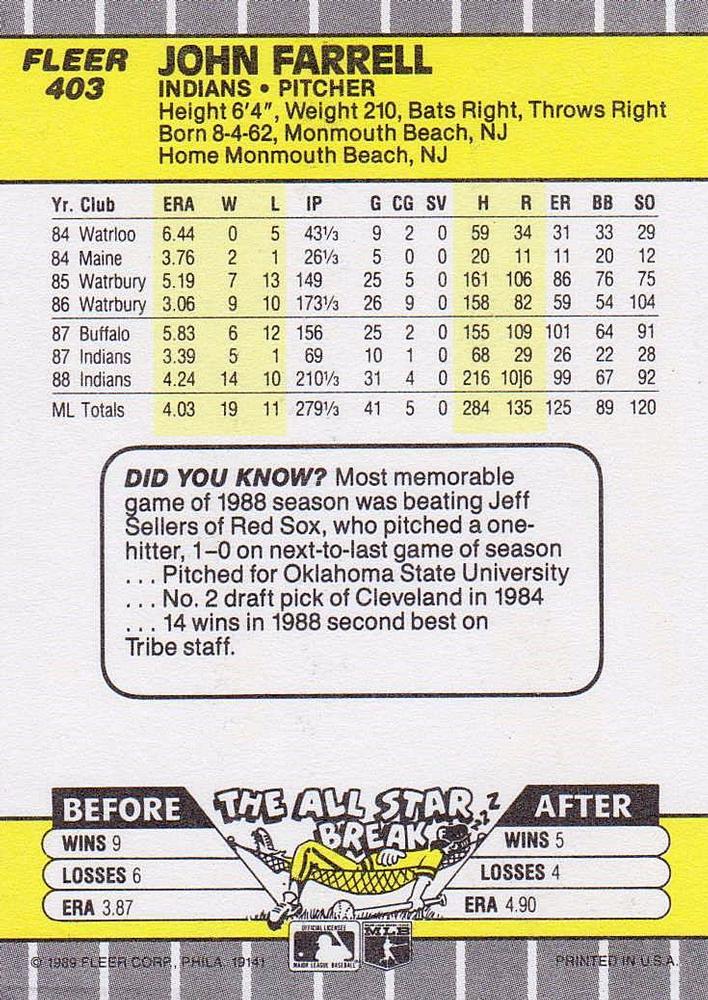 FLEER
403
JOHN FARRELL
INDIANS • PITCHER
Height 6'4", Weight 210, Bats Right, Throws Right
Born 8-4-62, Monmouth Beach, NJ
Home Monmouth Beach, NJ
Yr. Club ERA W L IP G CG SV H R ER BB SO
84 Watrloo 6.44 0 5 43⅓ 9 2 0 59 34 31 33 29
84 Maine 3.76 2 1 26⅓ 5 0 0 20 11 11 20 12
85 Watrbury 5.19 7 13 149 25 5 0 161 106 86 76 75
86 Watrbury 3.06 9 10 173⅓ 26 9 0 158 82 59 54 104
87 Buffalo 5.83 6 12 156 25 2 0 155 109 101 64 91
87 Indians 3.39 5 1 69 10 1 0 68 29 26 22 28
88 Indians 4.24 14 10 210⅓ 31 4 0 216 10]6 99 67 92
ML Totals 4.03 19 11 279⅓ 41 5 0 284 135 125 89 120
DID YOU KNOW? Most memorable
game of 1988 season was beating Jeff
Sellers of Red Sox, who pitched a one-
hitter, 1–0 on next-to-last game of season
. . . Pitched for Oklahoma State University
. . . No. 2 draft pick of Cleveland in 1984
. . . 14 wins in 1988 second best on
Tribe staff.
THE ALL STAR
BREAK
ZZZ
BEFORE
WINS 9
LOSSES 6
ERA 3.87
AFTER
WINS 5
LOSSES 4
ERA 4.90
OFFICIAL LICENSEE
MAJOR LEAGUE BASEBALL
MLB
© 1989 FLEER CORP., PHILA. 19141
PRINTED IN U.S.A.